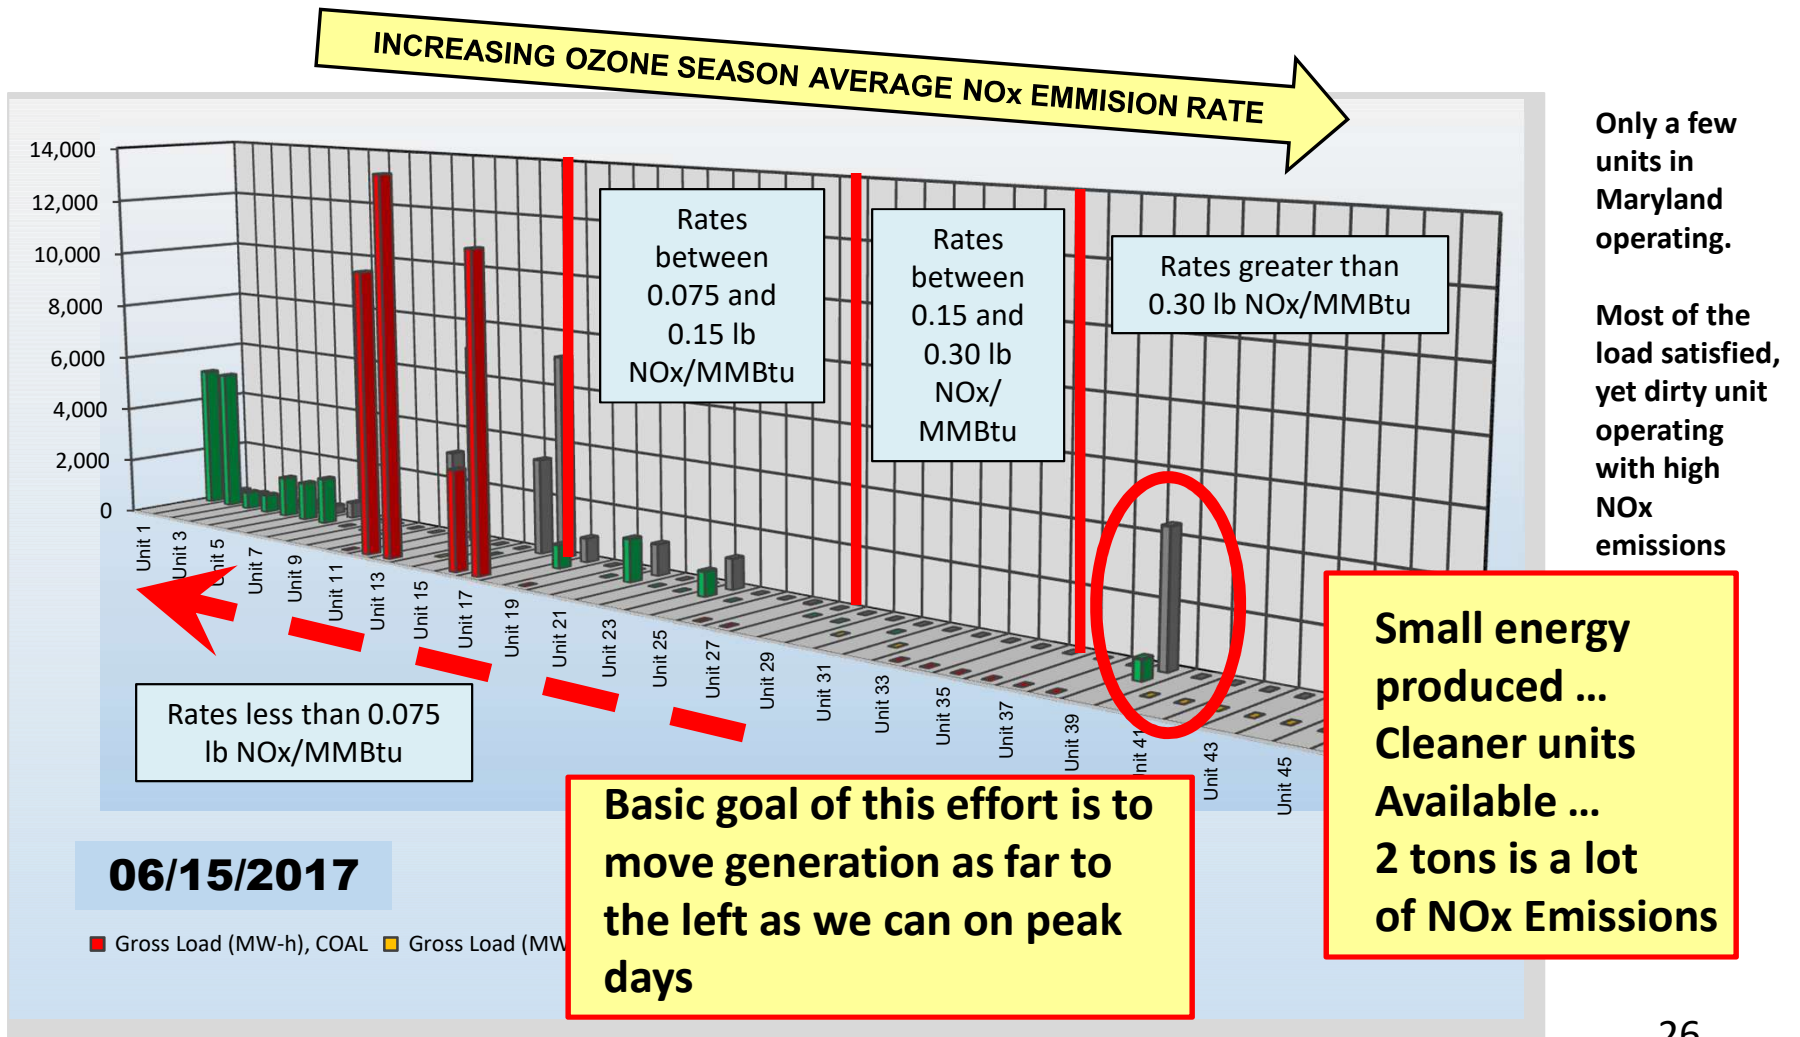 INCREASING OZONE SEASON AVERAGE NOx EMMISION RATE
14,000
12,000
10,000
8,000
6,000
4,000
2,000
0
Rates
between
0.075 and
0.15 lb
NOx/MMBtu
Rates
between
0.15 and
0.30 lb
NOx/
MMBtu
Rates greater than
0.30 lb NOx/MMBtu
Only a few
units in
Maryland
operating.
Most of the
load satisfied,
yet dirty unit
operating
with high
NOx
emissions
Unit 1
Unit 3
Unit 5
Unit 7
Unit 9
Unit 11
Unit 13
Unit 15
Unit 17
Unit 19
Unit 21
Unit 23
Unit 25
Unit 27
Unit 29
Unit 31
Unit 33
Unit 35
Unit 37
Unit 39
Unit 41
Unit 43
Unit 45
Rates less than 0.075
lb NOx/MMBtu
Small energy
produced ...
Cleaner units
Available ...
2 tons is a lot
of NOx Emissions
Basic goal of this effort is to
move generation as far to
the left as we can on peak
days
06/15/2017
Gross Load (MW-h), COAL
Gross Load (MW
26